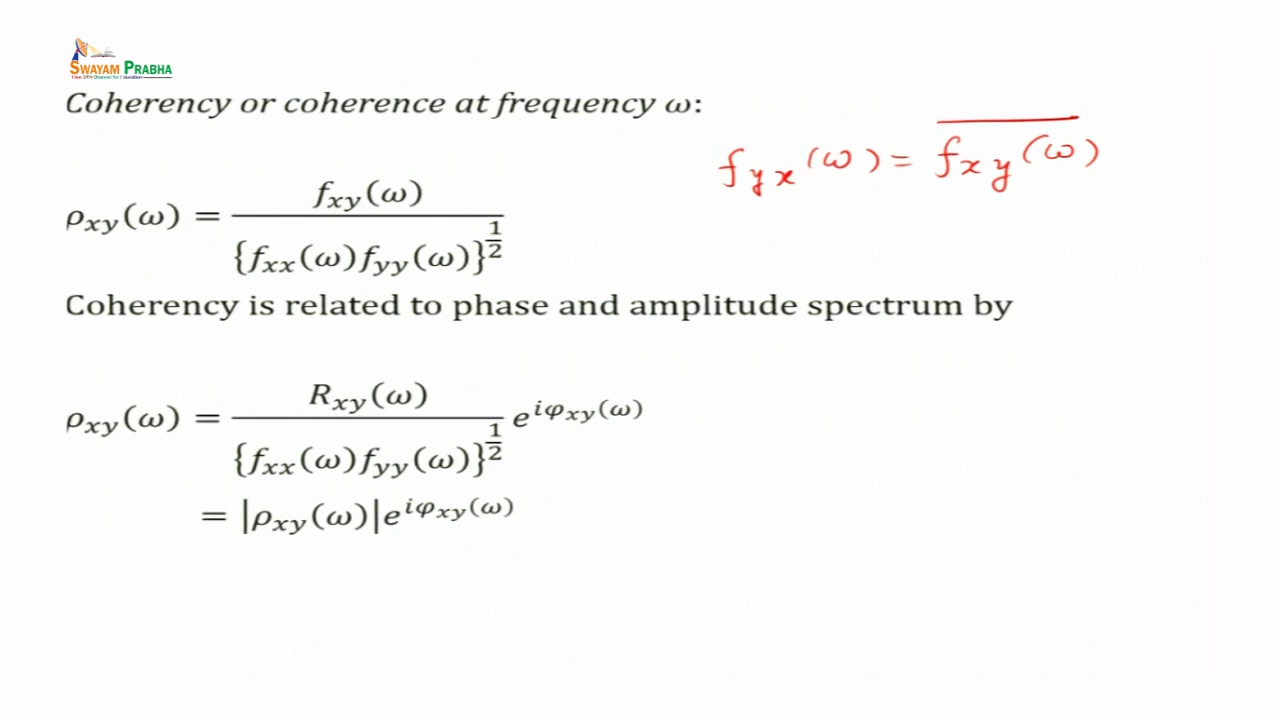 SWAYAM PRABHA
Coherency or coherence at frequency ω:
f_yx(ω) = \overline{f_xy(ω)}
ρ_xy(ω) = f_xy(ω) / {f_xx(ω)f_yy(ω)}^{1/2}
Coherency is related to phase and amplitude spectrum by
ρ_xy(ω) = R_xy(ω) / {f_xx(ω)f_yy(ω)}^{1/2} e^{iφ_xy(ω)}
= |ρ_xy(ω)|e^{iφ_xy(ω)}